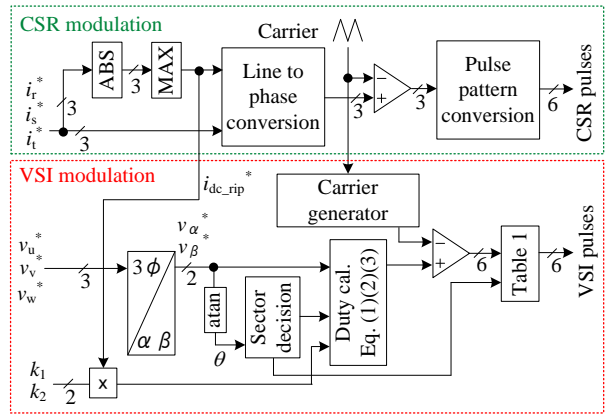 CSR modulation
Carrier
ABS
MAX
Line to
phase
conversion
Pulse
pattern
conversion
CSR pulses
i_r^*
i_s^*
i_t^*
3
3
3
3
3
6
−
+
VSI modulation
i_dc_rip^*
Carrier
generator
v_u^*
v_v^*
v_w^*
3
3 ϕ
α β
v_α^*
v_β^*
2
atan
θ
Sector
decision
Duty cal.
Eq. (1)(2)(3)
−
+
6
Table 1
6
VSI pulses
k_1
k_2
2
x